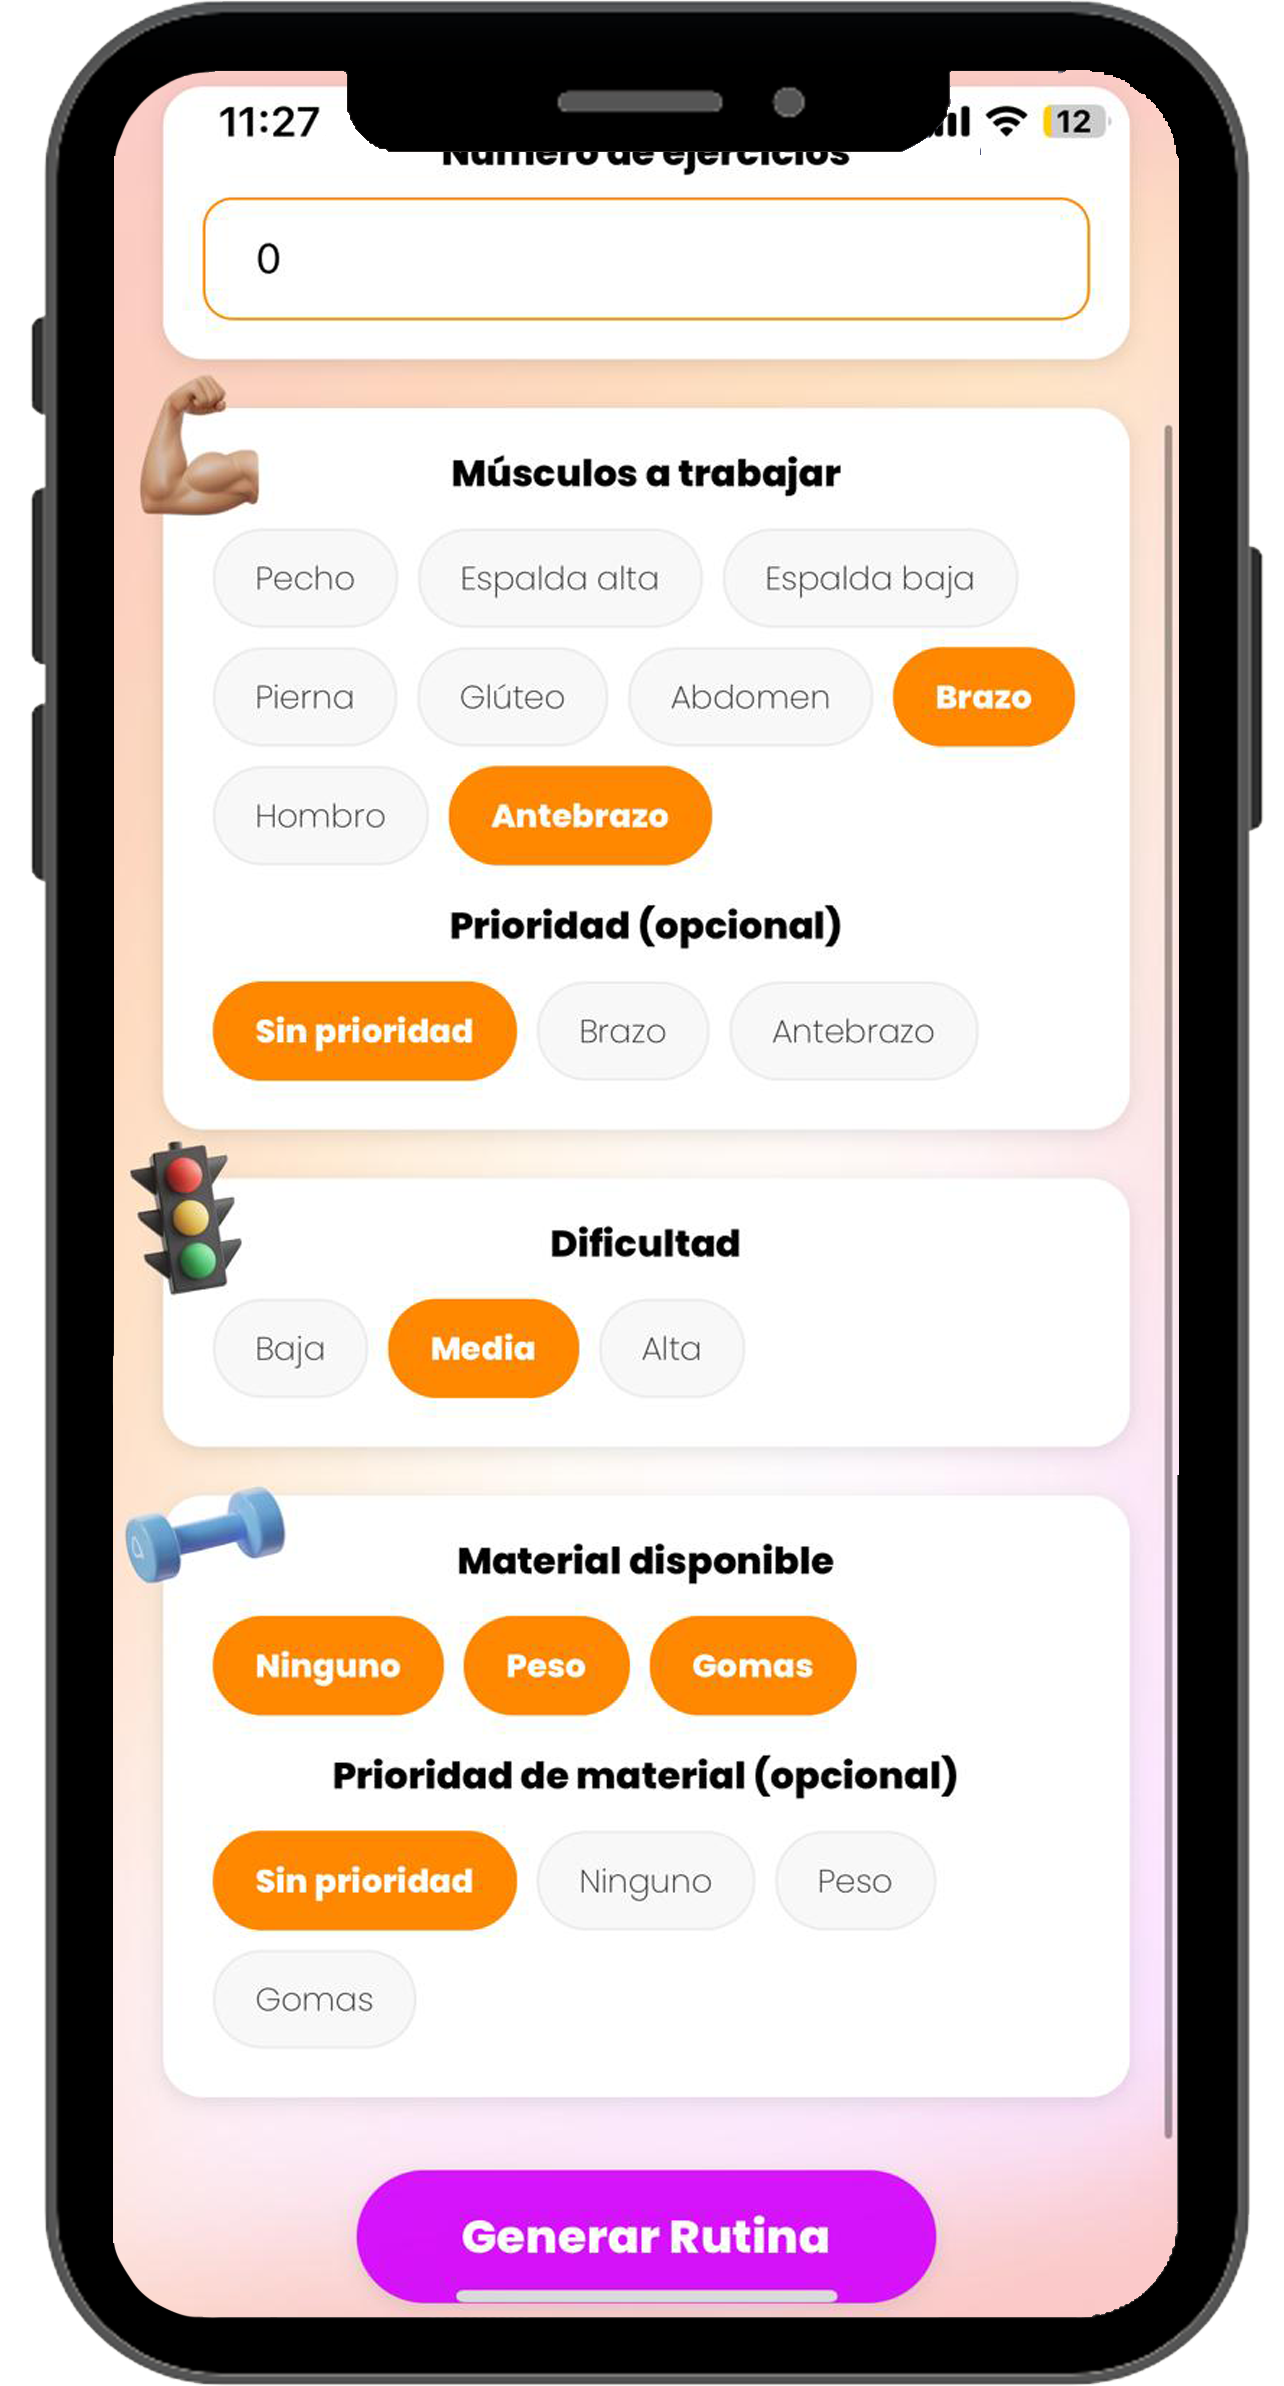 11:27 12
Número de ejercicios
0
Músculos a trabajar
Pecho Espalda alta Espalda baja
Pierna Glúteo Abdomen Brazo
Hombro Antebrazo
Prioridad (opcional)
Sin prioridad Brazo Antebrazo
Dificultad
Baja Media Alta
Material disponible
Ninguno Peso Gomas
Prioridad de material (opcional)
Sin prioridad Ninguno Peso
Gomas
Generar Rutina